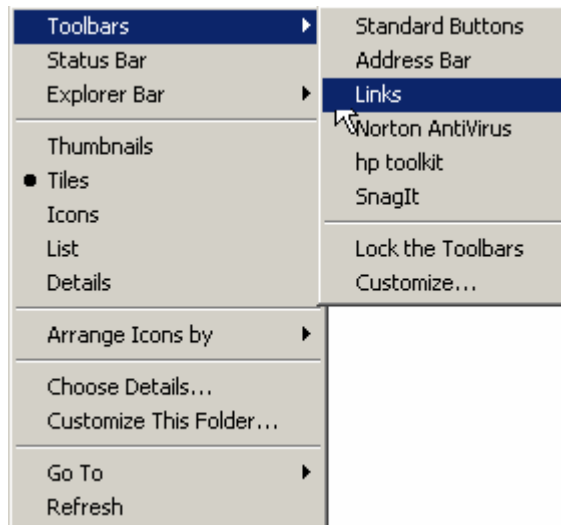 Toolbars
Status Bar
Explorer Bar
Thumbnails
Tiles
Icons
List
Details
Arrange Icons by
Choose Details...
Customize This Folder...
Go To
Refresh
Standard Buttons
Address Bar
Links
Norton AntiVirus
hp toolkit
SnagIt
Lock the Toolbars
Customize...